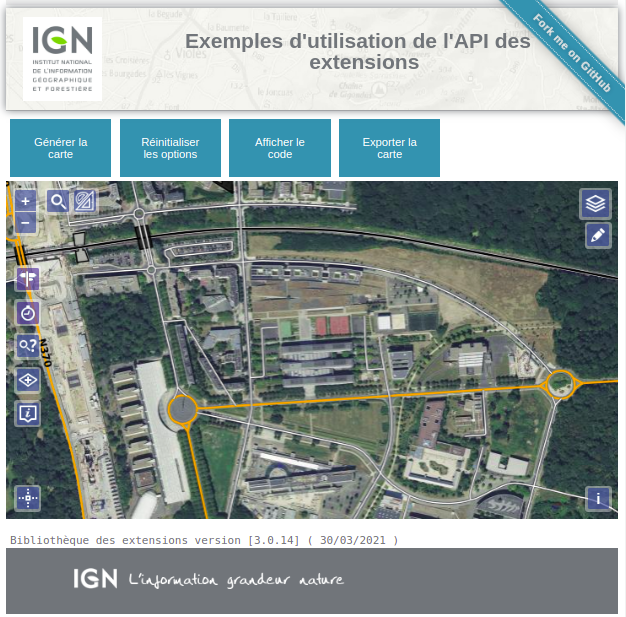 IGN
INSTITUT NATIONAL
DE L'INFORMATION
GÉOGRAPHIQUE
ET FORESTIÈRE
Exemples d'utilisation de l'API des
extensions
Fork me on GitHub
Générer la
carte
Réinitialiser
les options
Afficher le
code
Exporter la
carte
+
−
?
N370
i
i
Bibliothèque des extensions version [3.0.14] ( 30/03/2021 )
IGN L'information grandeur nature